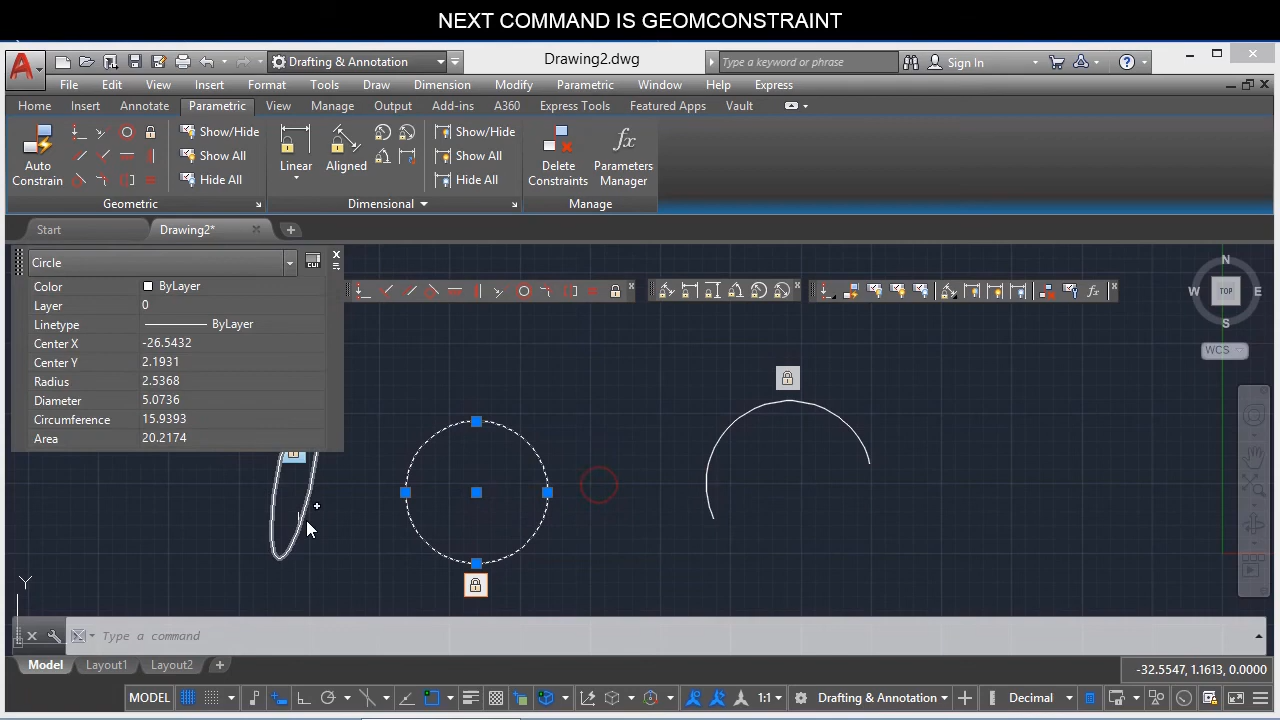 NEXT COMMAND IS GEOMCONSTRAINT
A Drafting & Annotation Drawing2.dwg Type a keyword or phrase Sign In
File Edit View Insert Format Tools Draw Dimension Modify Parametric Window Help Express
Home Insert Annotate Parametric View Manage Output Add-ins A360 Express Tools Featured Apps Vault
Auto Constrain
Show/Hide
Show All
Hide All
Geometric
Linear
Aligned
Show/Hide
Show All
Hide All
Dimensional
Delete Constraints
fx
Parameters Manager
Manage
Start Drawing2*
Circle
CUI
Color ByLayer
Layer 0
Linetype ByLayer
Center X -26.5432
Center Y 2.1931
Radius 2.5368
Diameter 5.0736
Circumference 15.9393
Area 20.2174
fx
N
W TOP E
S
WCS
Y
Type a command
Model Layout1 Layout2
-32.5547, 1.1613, 0.0000
MODEL 1:1 Drafting & Annotation Decimal